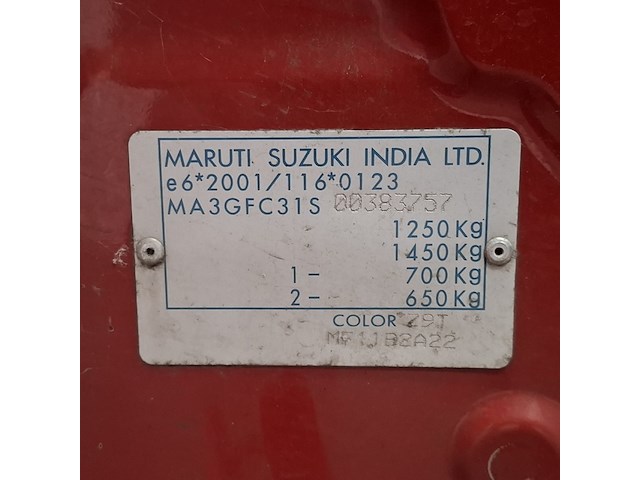 MARUTI SUZUKI INDIA LTD.
e6*2001/116*0123
MA3GFC31S 00383757
1250Kg
1450Kg
1– 700Kg
2– 650Kg
COLOR Z9T